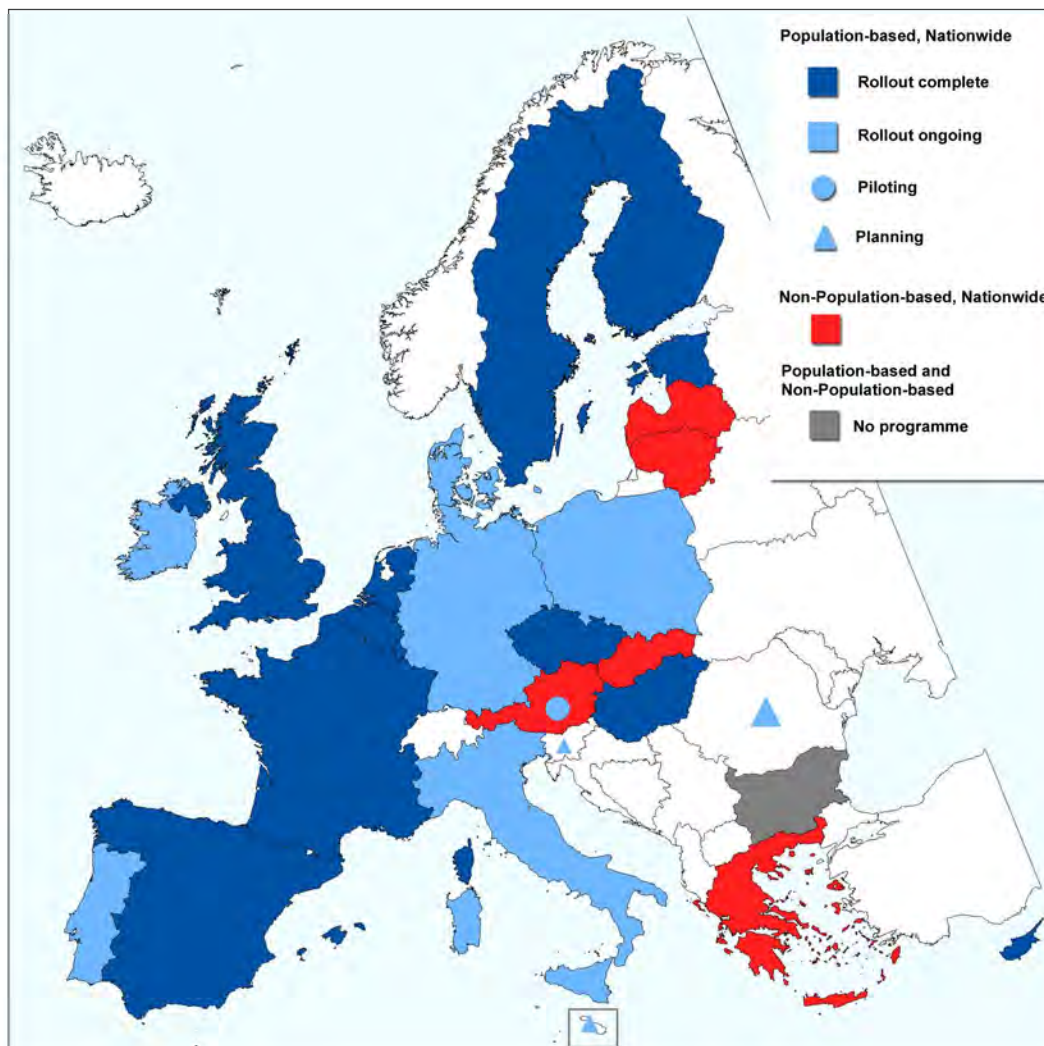 Population-based, Nationwide
Rollout complete
Rollout ongoing
Piloting
Planning
Non-Population-based, Nationwide
Population-based and
Non-Population-based
No programme